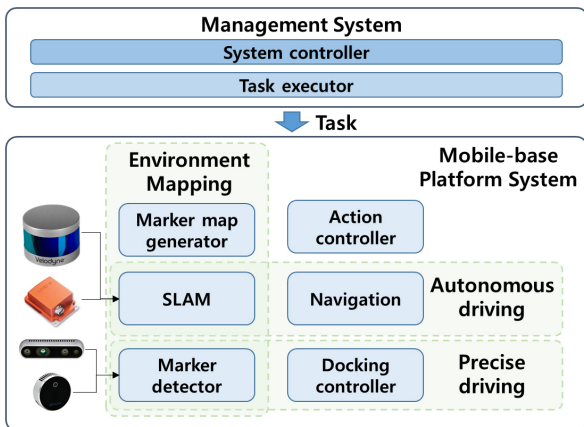 Management System
System controller
Task executor
Task
Environment
Mapping
Mobile-base
Platform System
Marker map
generator
Action
controller
Velodyne
SLAM
Navigation
Autonomous
driving
Marker
detector
Docking
controller
Precise
driving